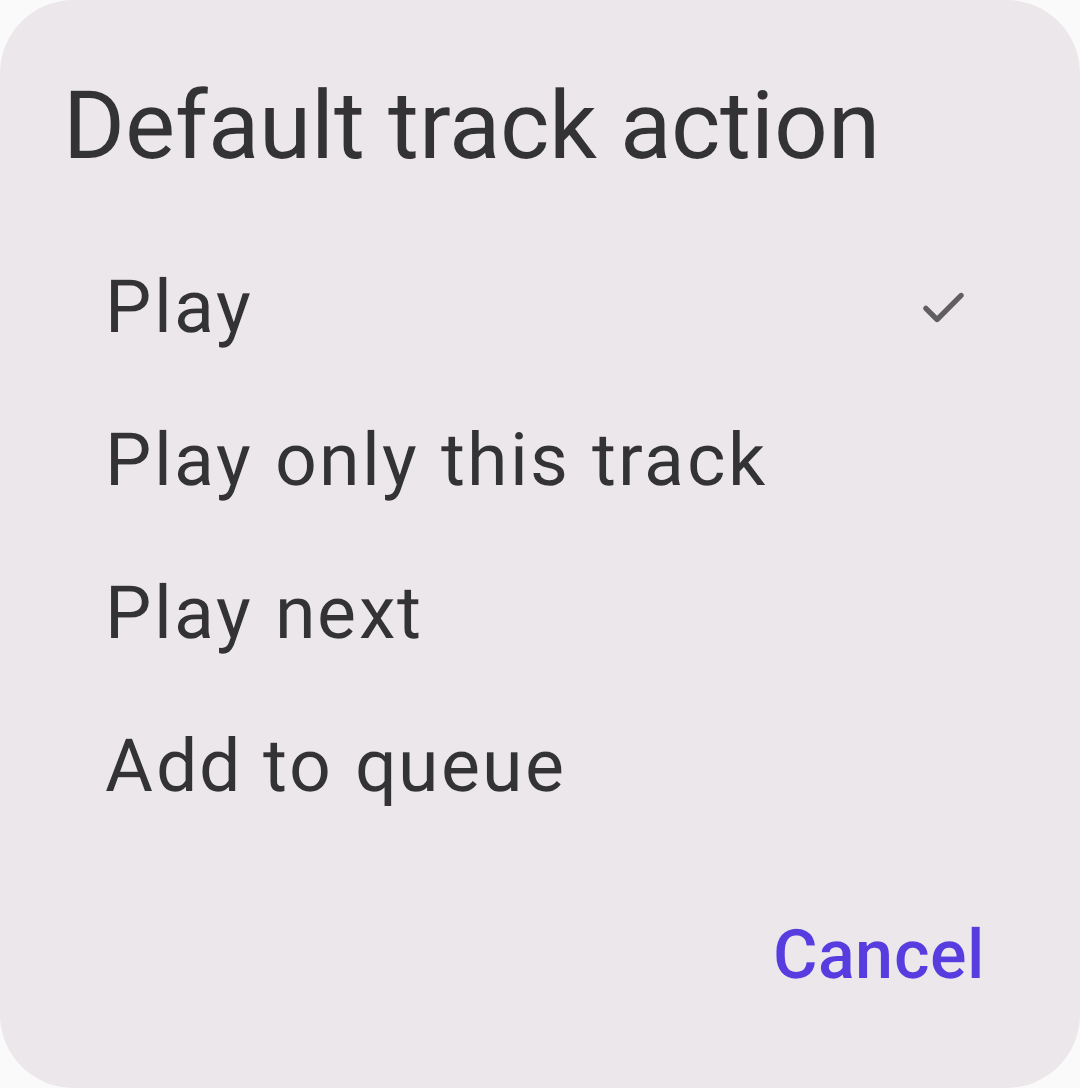 Default track action
Play
Play only this track
Play next
Add to queue
Cancel